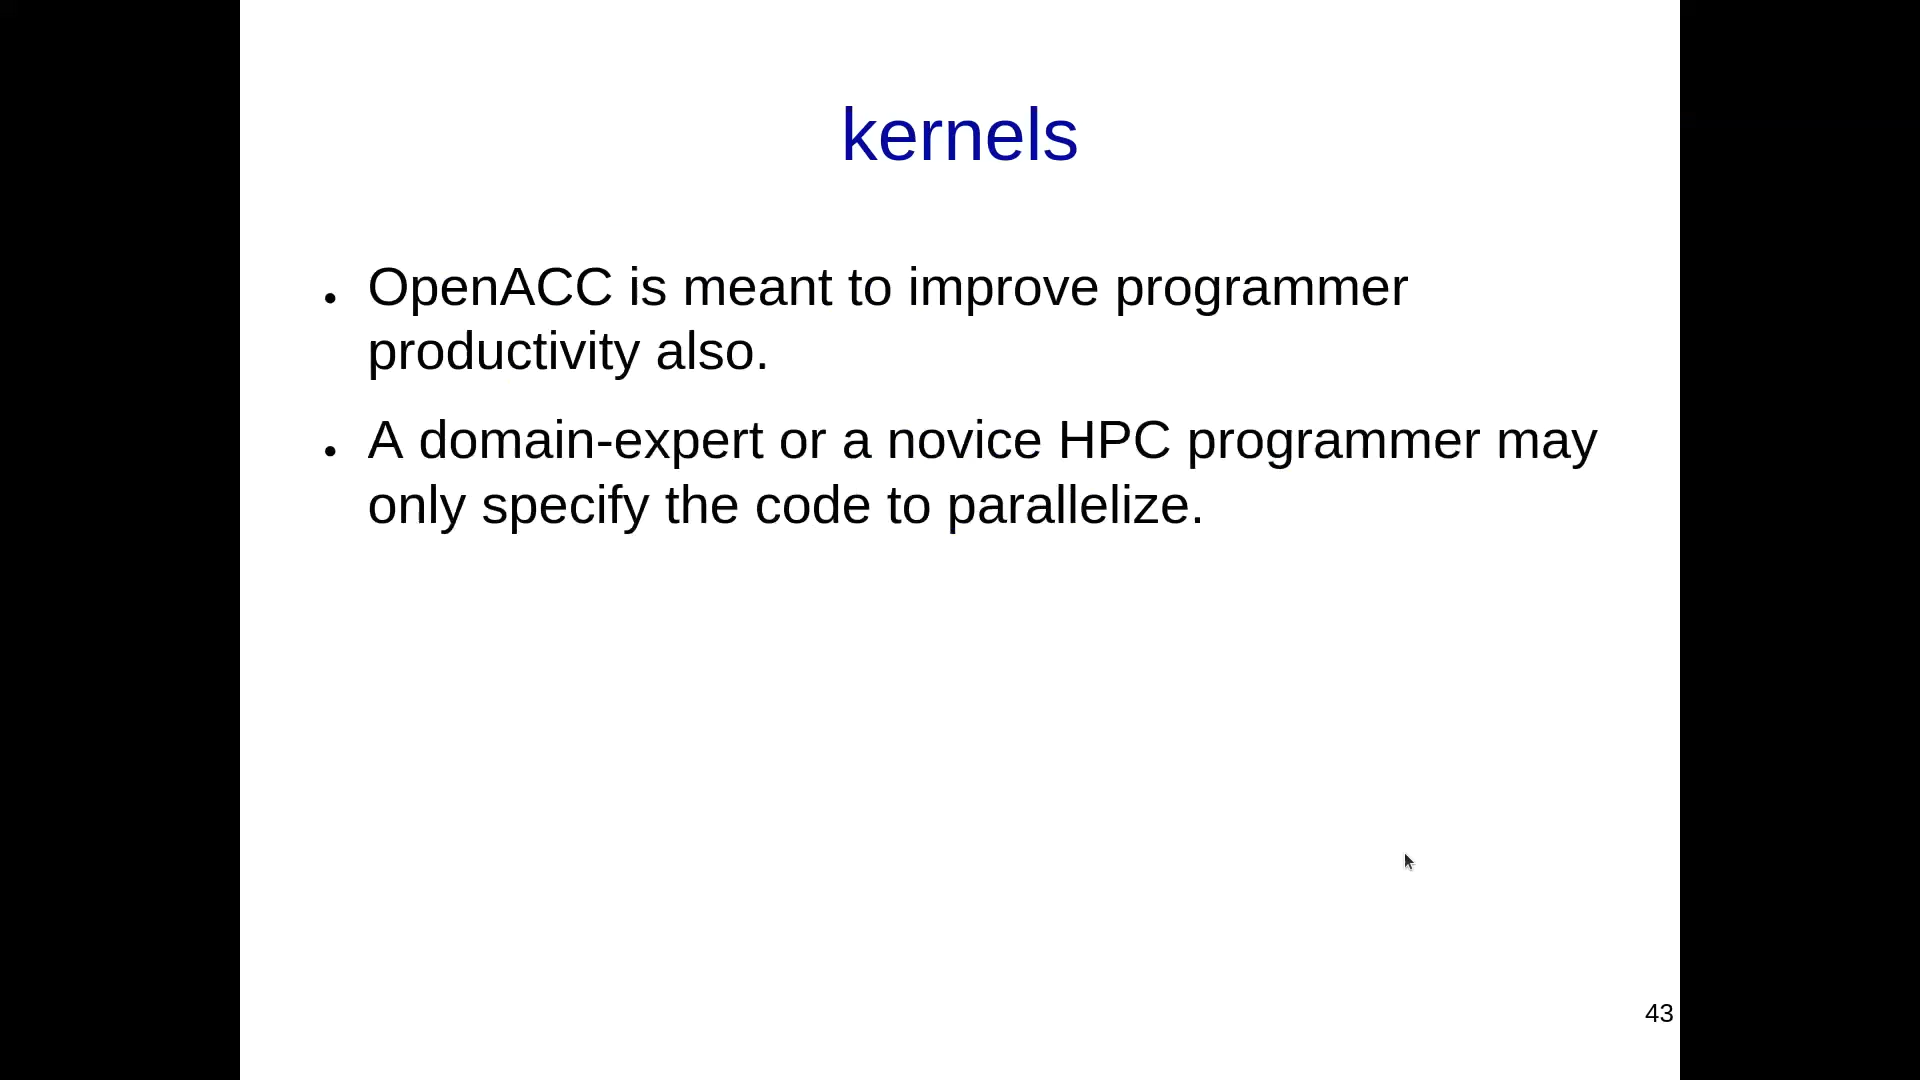 kernels
• OpenACC is meant to improve programmer
productivity also.
• A domain-expert or a novice HPC programmer may
only specify the code to parallelize.
43